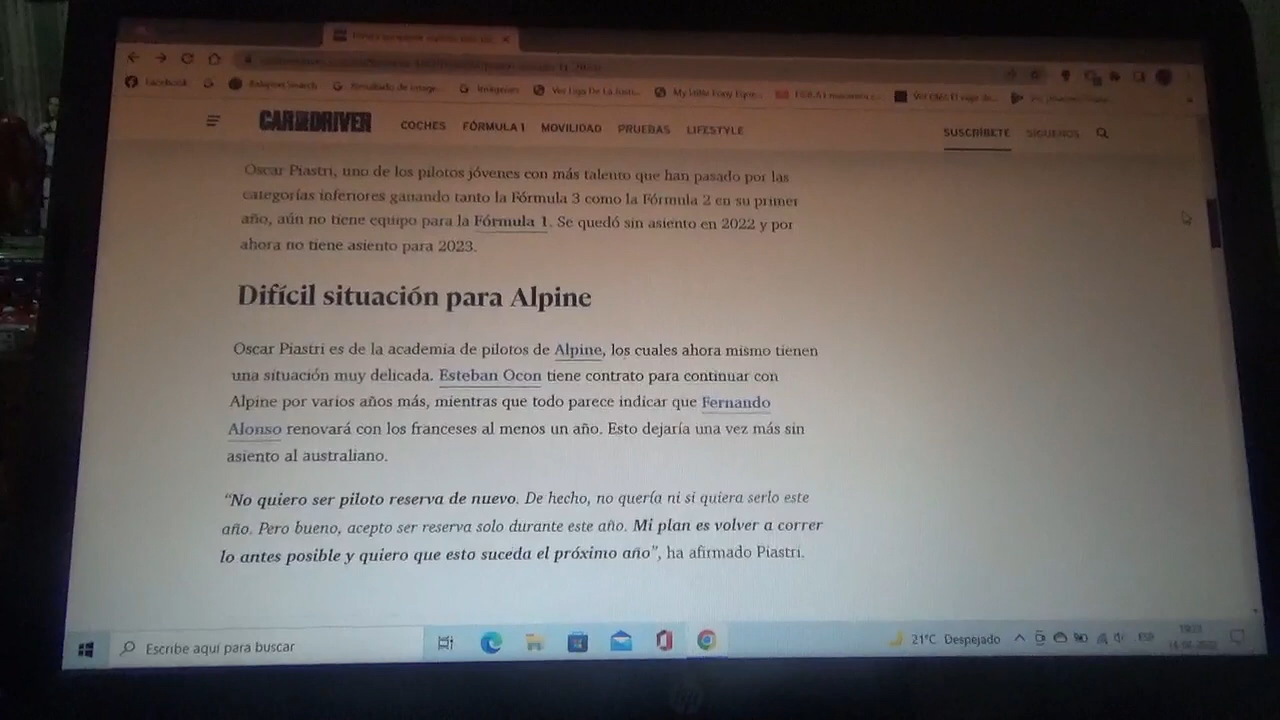 Facebook
CAR AND DRIVER
COCHES FÓRMULA 1 MOVILIDAD PRUEBAS LIFESTYLE
SUSCRÍBETE SÍGUENOS
Oscar Piastri, uno de los pilotos jóvenes con más talento que han pasado por las
categorías inferiores ganando tanto la Fórmula 3 como la Fórmula 2 en su primer
año, aún no tiene equipo para la Fórmula 1. Se quedó sin asiento en 2022 y por
ahora no tiene asiento para 2023.
Difícil situación para Alpine
Oscar Piastri es de la academia de pilotos de Alpine, los cuales ahora mismo tienen
una situación muy delicada. Esteban Ocon tiene contrato para continuar con
Alpine por varios años más, mientras que todo parece indicar que Fernando
Alonso renovará con los franceses al menos un año. Esto dejaría una vez más sin
asiento al australiano.
“No quiero ser piloto reserva de nuevo. De hecho, no quería ni si quiera serlo este
año. Pero bueno, acepto ser reserva solo durante este año. Mi plan es volver a correr
lo antes posible y quiero que esto suceda el próximo año”, ha afirmado Piastri.
Escribe aquí para buscar
21°C Despejado
ESP
hp